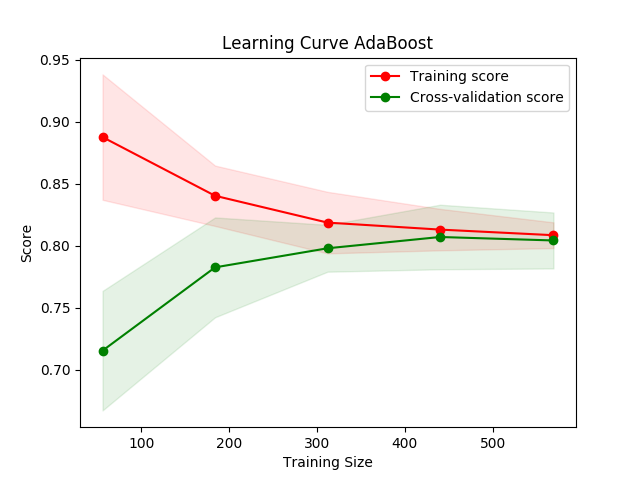 Learning Curve AdaBoost
Training score
Cross-validation score
Score
0.95
0.90
0.85
0.80
0.75
0.70
100 200 300 400 500
Training Size